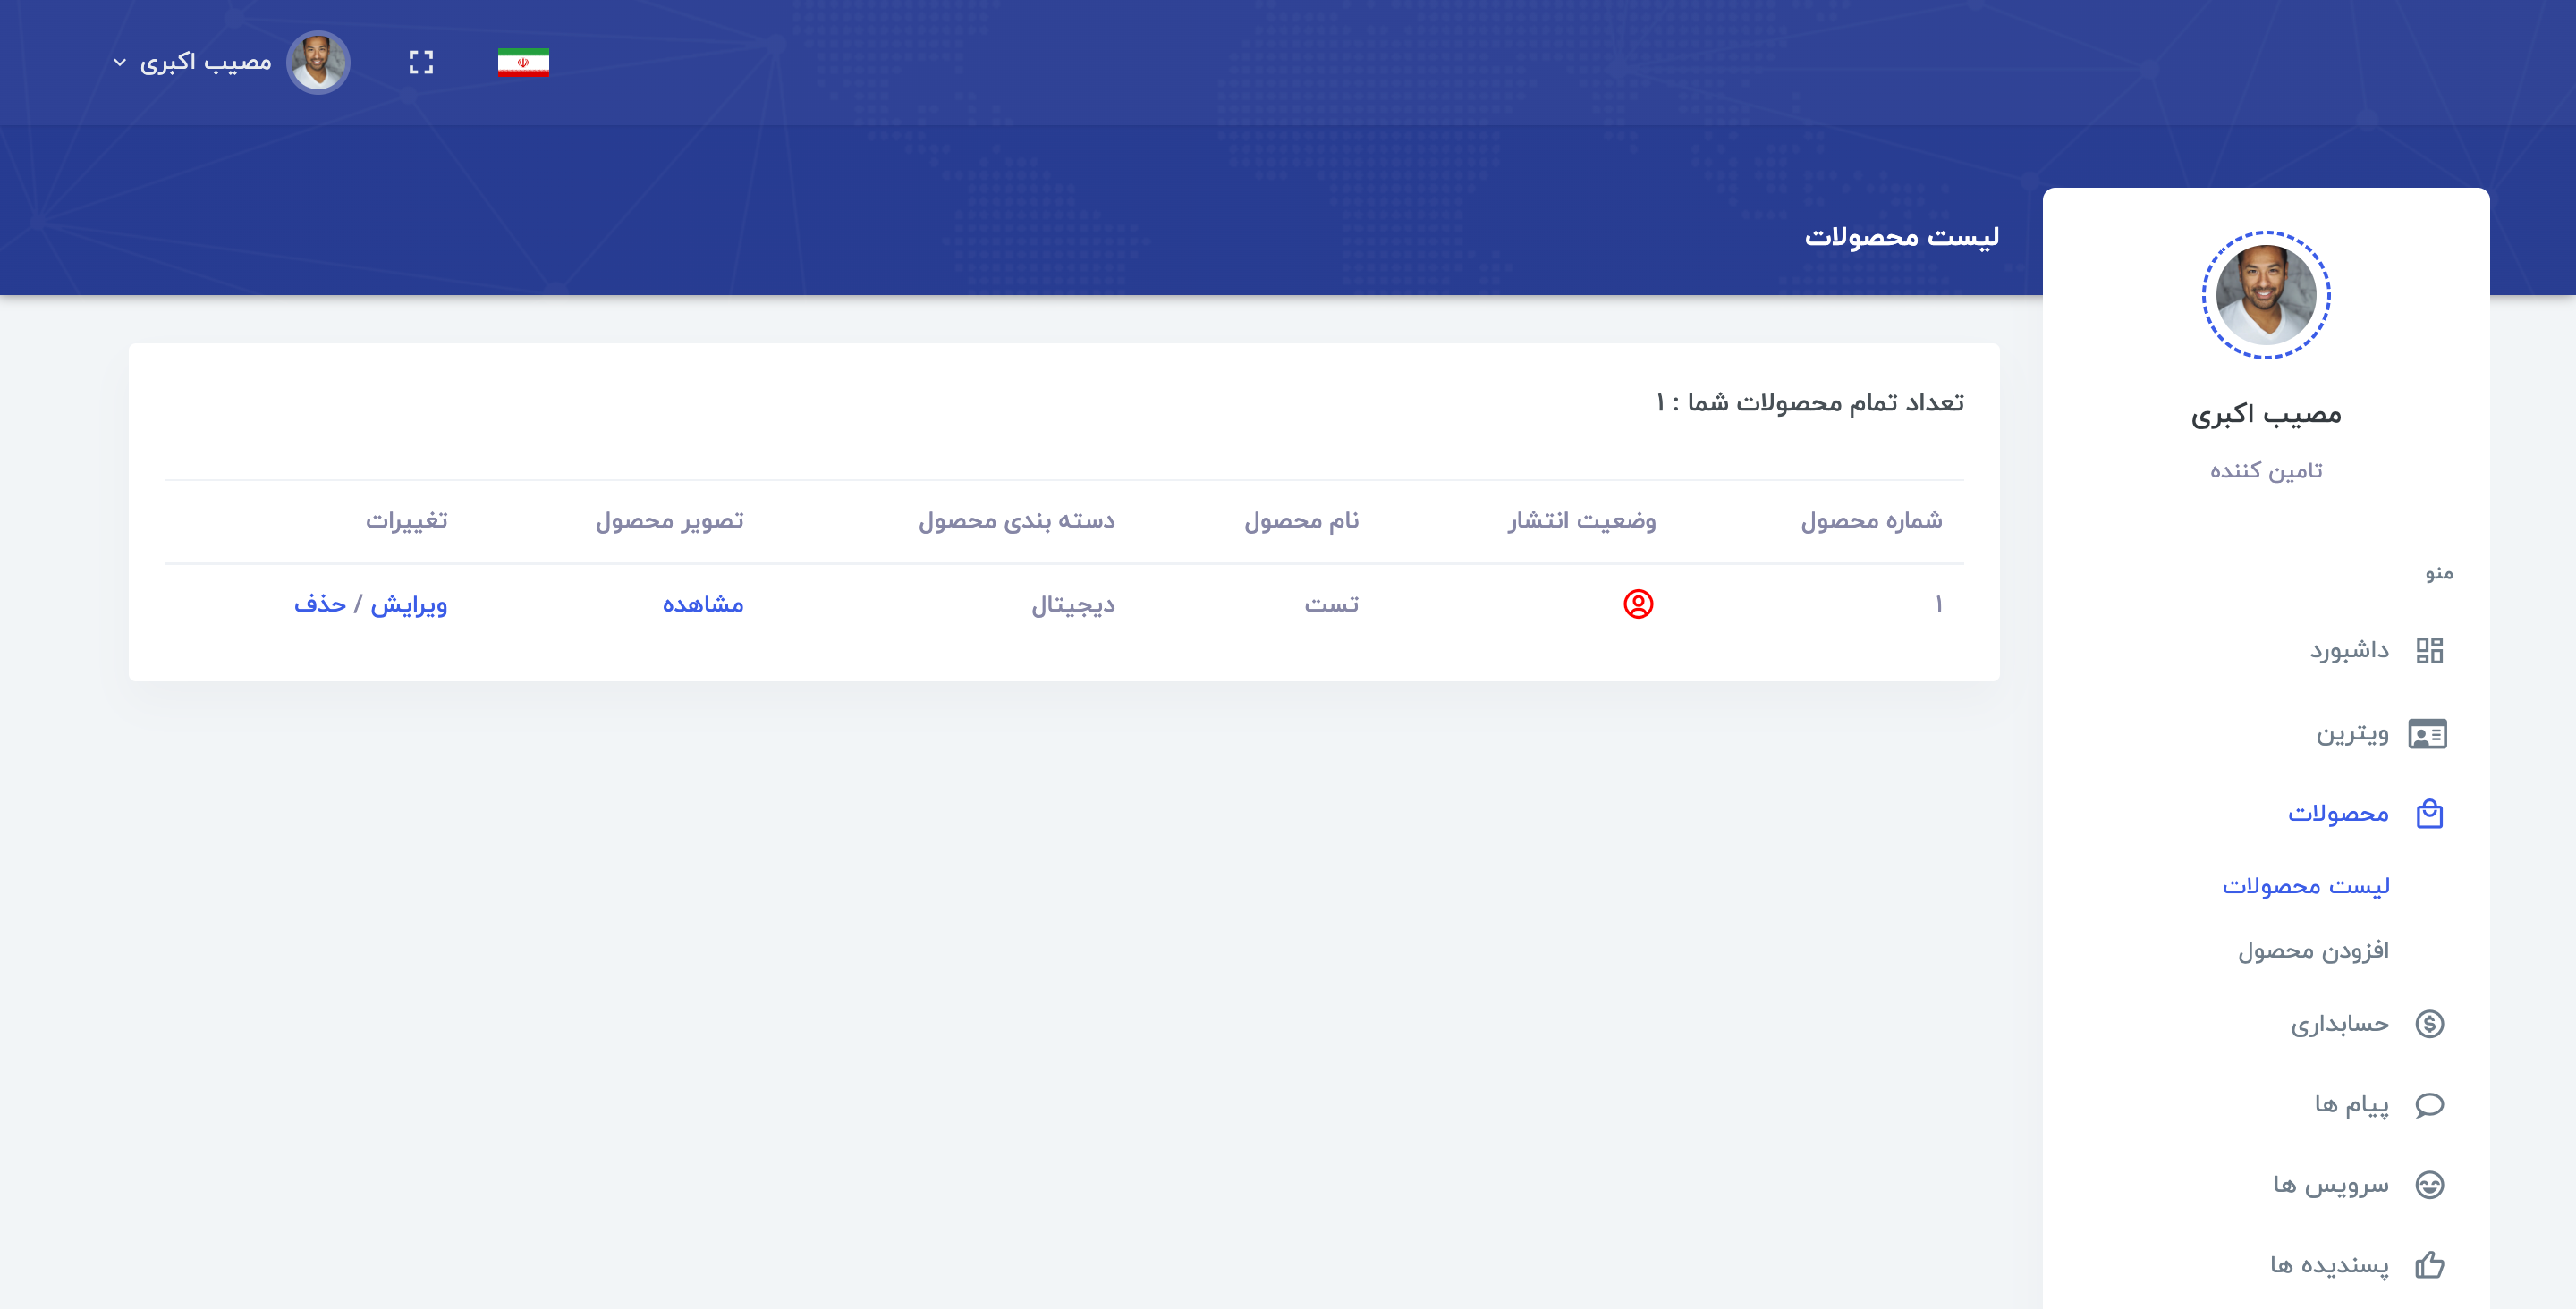 مصیب اکبری
لیست محصولات
مصیب اکبری
تامین کننده
منو
داشبورد
ویترین
محصولات
لیست محصولات
افزودن محصول
حسابداری
پیام ها
سرویس ها
پسندیده ها
تعداد تمام محصولات شما : ۱
شماره محصول وضعیت انتشار نام محصول دسته بندی محصول تصویر محصول تغییرات
۱ تست دیجیتال مشاهده ویرایش / حذف